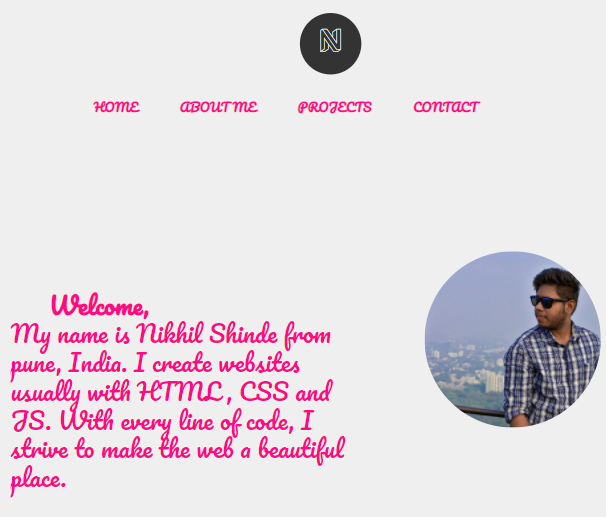 N
HOME ABOUT ME PROJECTS CONTACT
Welcome,
My name is Nikhil Shinde from
pune, India. I create websites
usually with HTML, CSS and
JS. With every line of code, I
strive to make the web a beautiful
place.